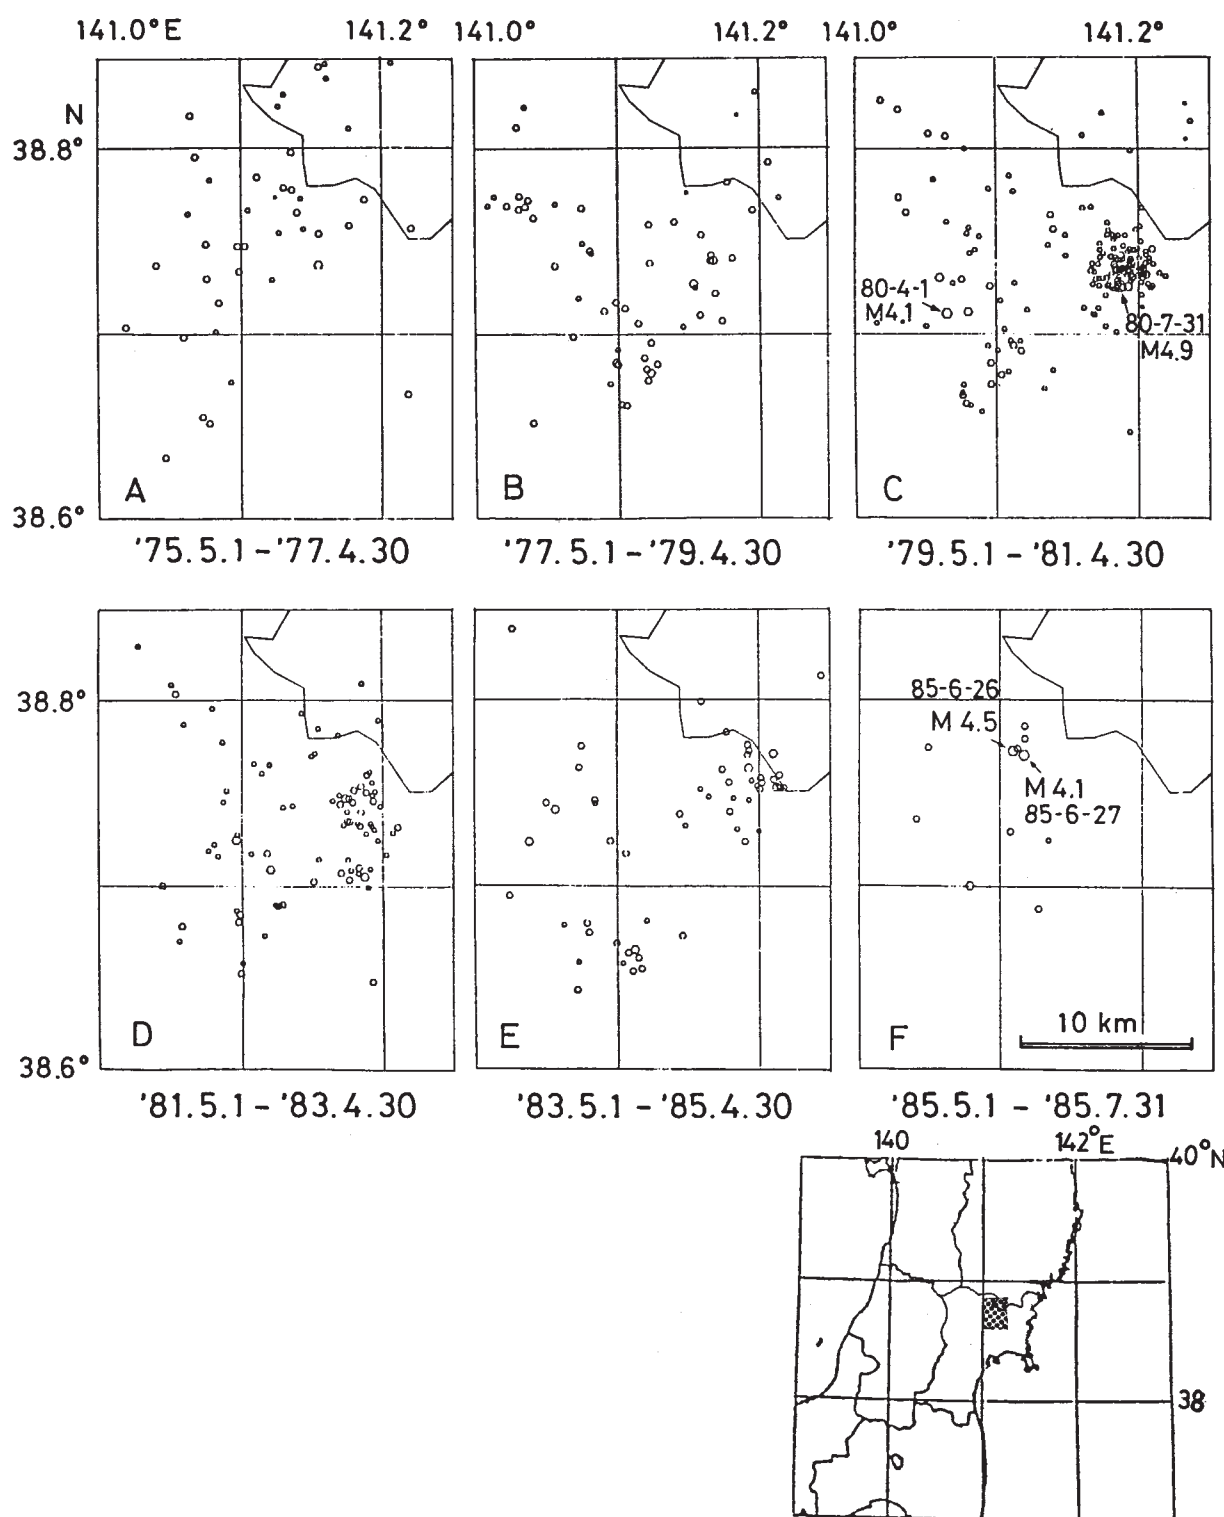 141.0°E 141.2° 141.0° 141.2° 141.0° 141.2°
N
38.8°
80-4-1
M4.1
80-7-31
M4.9
A B C
38.6°
'75.5.1-'77.4.30 '77.5.1-'79.4.30 '79.5.1-'81.4.30
38.8°
85-6-26
M 4.5
M 4.1
85-6-27
10 km
D E F
38.6°
'81.5.1-'83.4.30 '83.5.1-'85.4.30 '85.5.1-'85.7.31
140 142°E
40°N
38